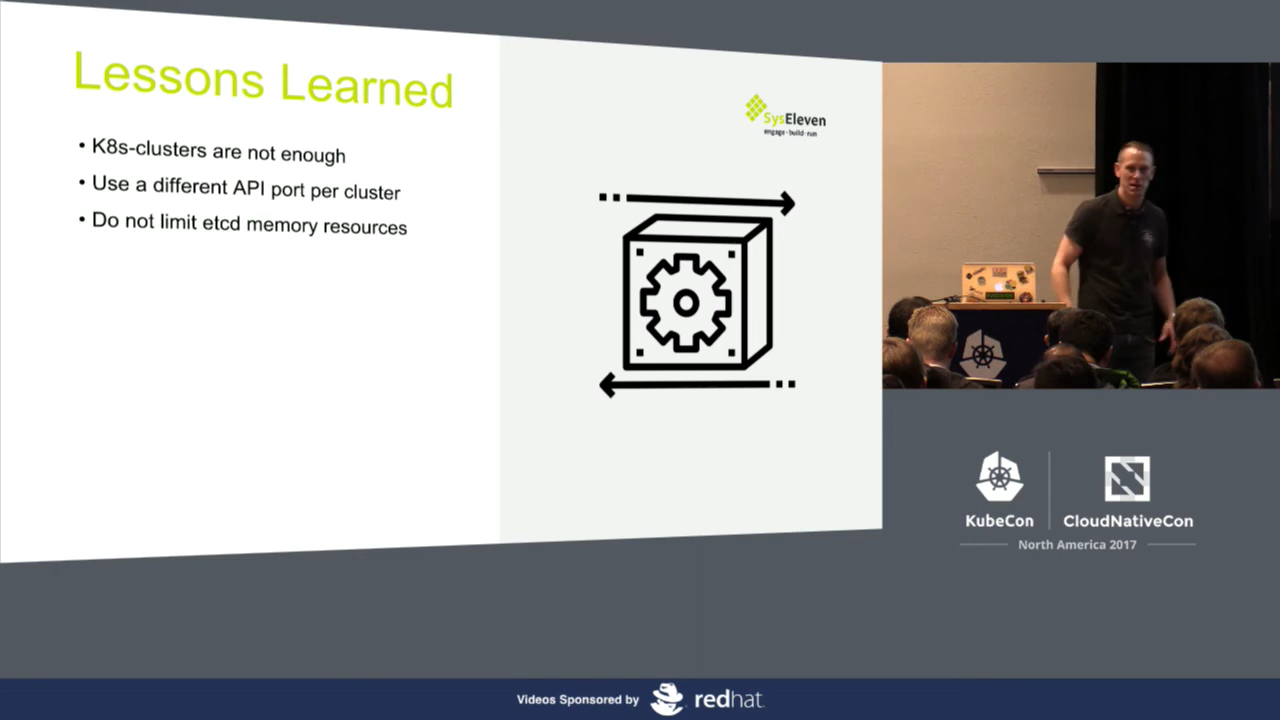 Lessons Learned
• K8s-clusters are not enough
• Use a different API port per cluster
• Do not limit etcd memory resources
SysEleven
engage·build·run
KubeCon
CloudNativeCon
North America 2017
Videos Sponsored by redhat.